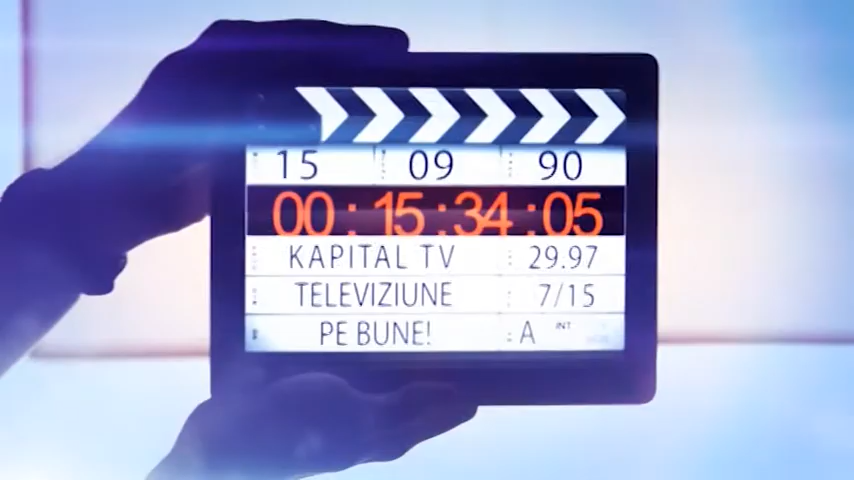 15 09 90
00:15:34:05
KAPITAL TV 29.97
TELEVIZIUNE 7/15
PE BUNE! A INT